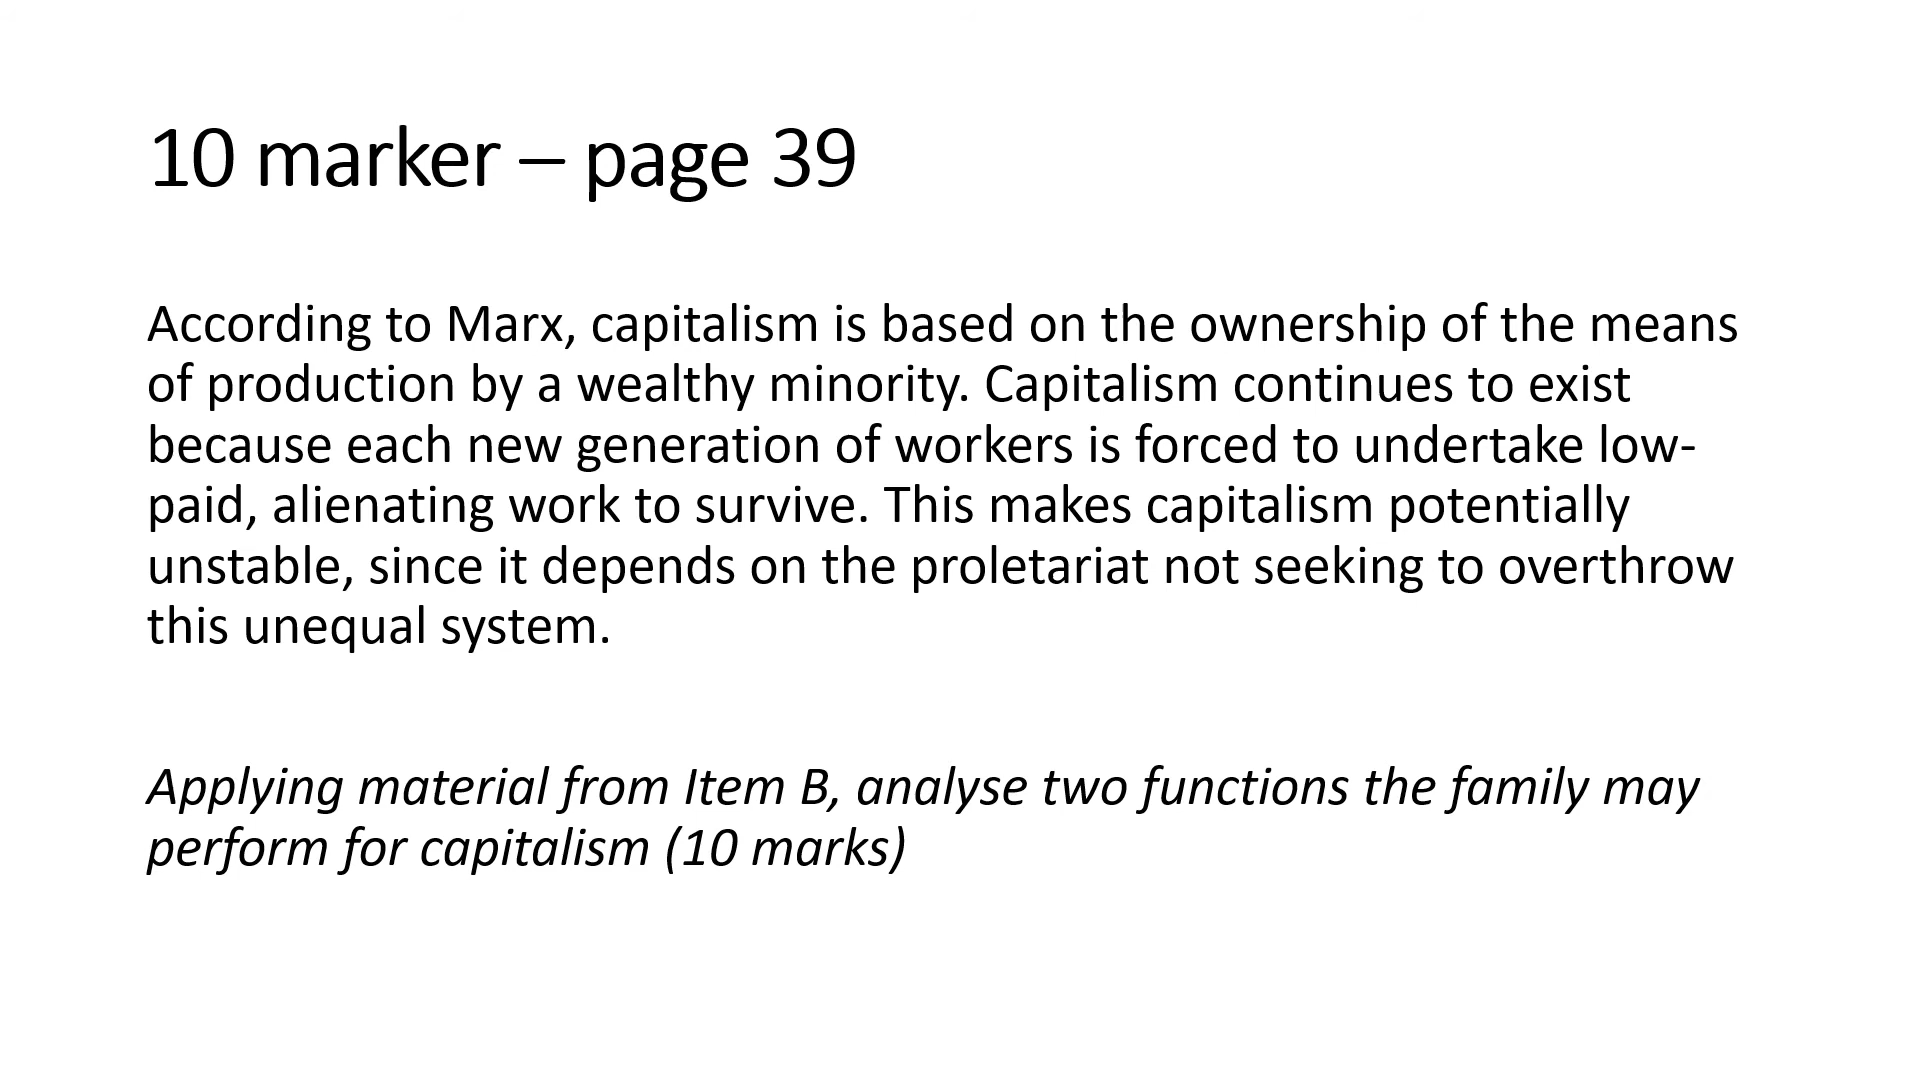 10 marker – page 39
According to Marx, capitalism is based on the ownership of the means
of production by a wealthy minority. Capitalism continues to exist
because each new generation of workers is forced to undertake low-
paid, alienating work to survive. This makes capitalism potentially
unstable, since it depends on the proletariat not seeking to overthrow
this unequal system.
Applying material from Item B, analyse two functions the family may
perform for capitalism (10 marks)